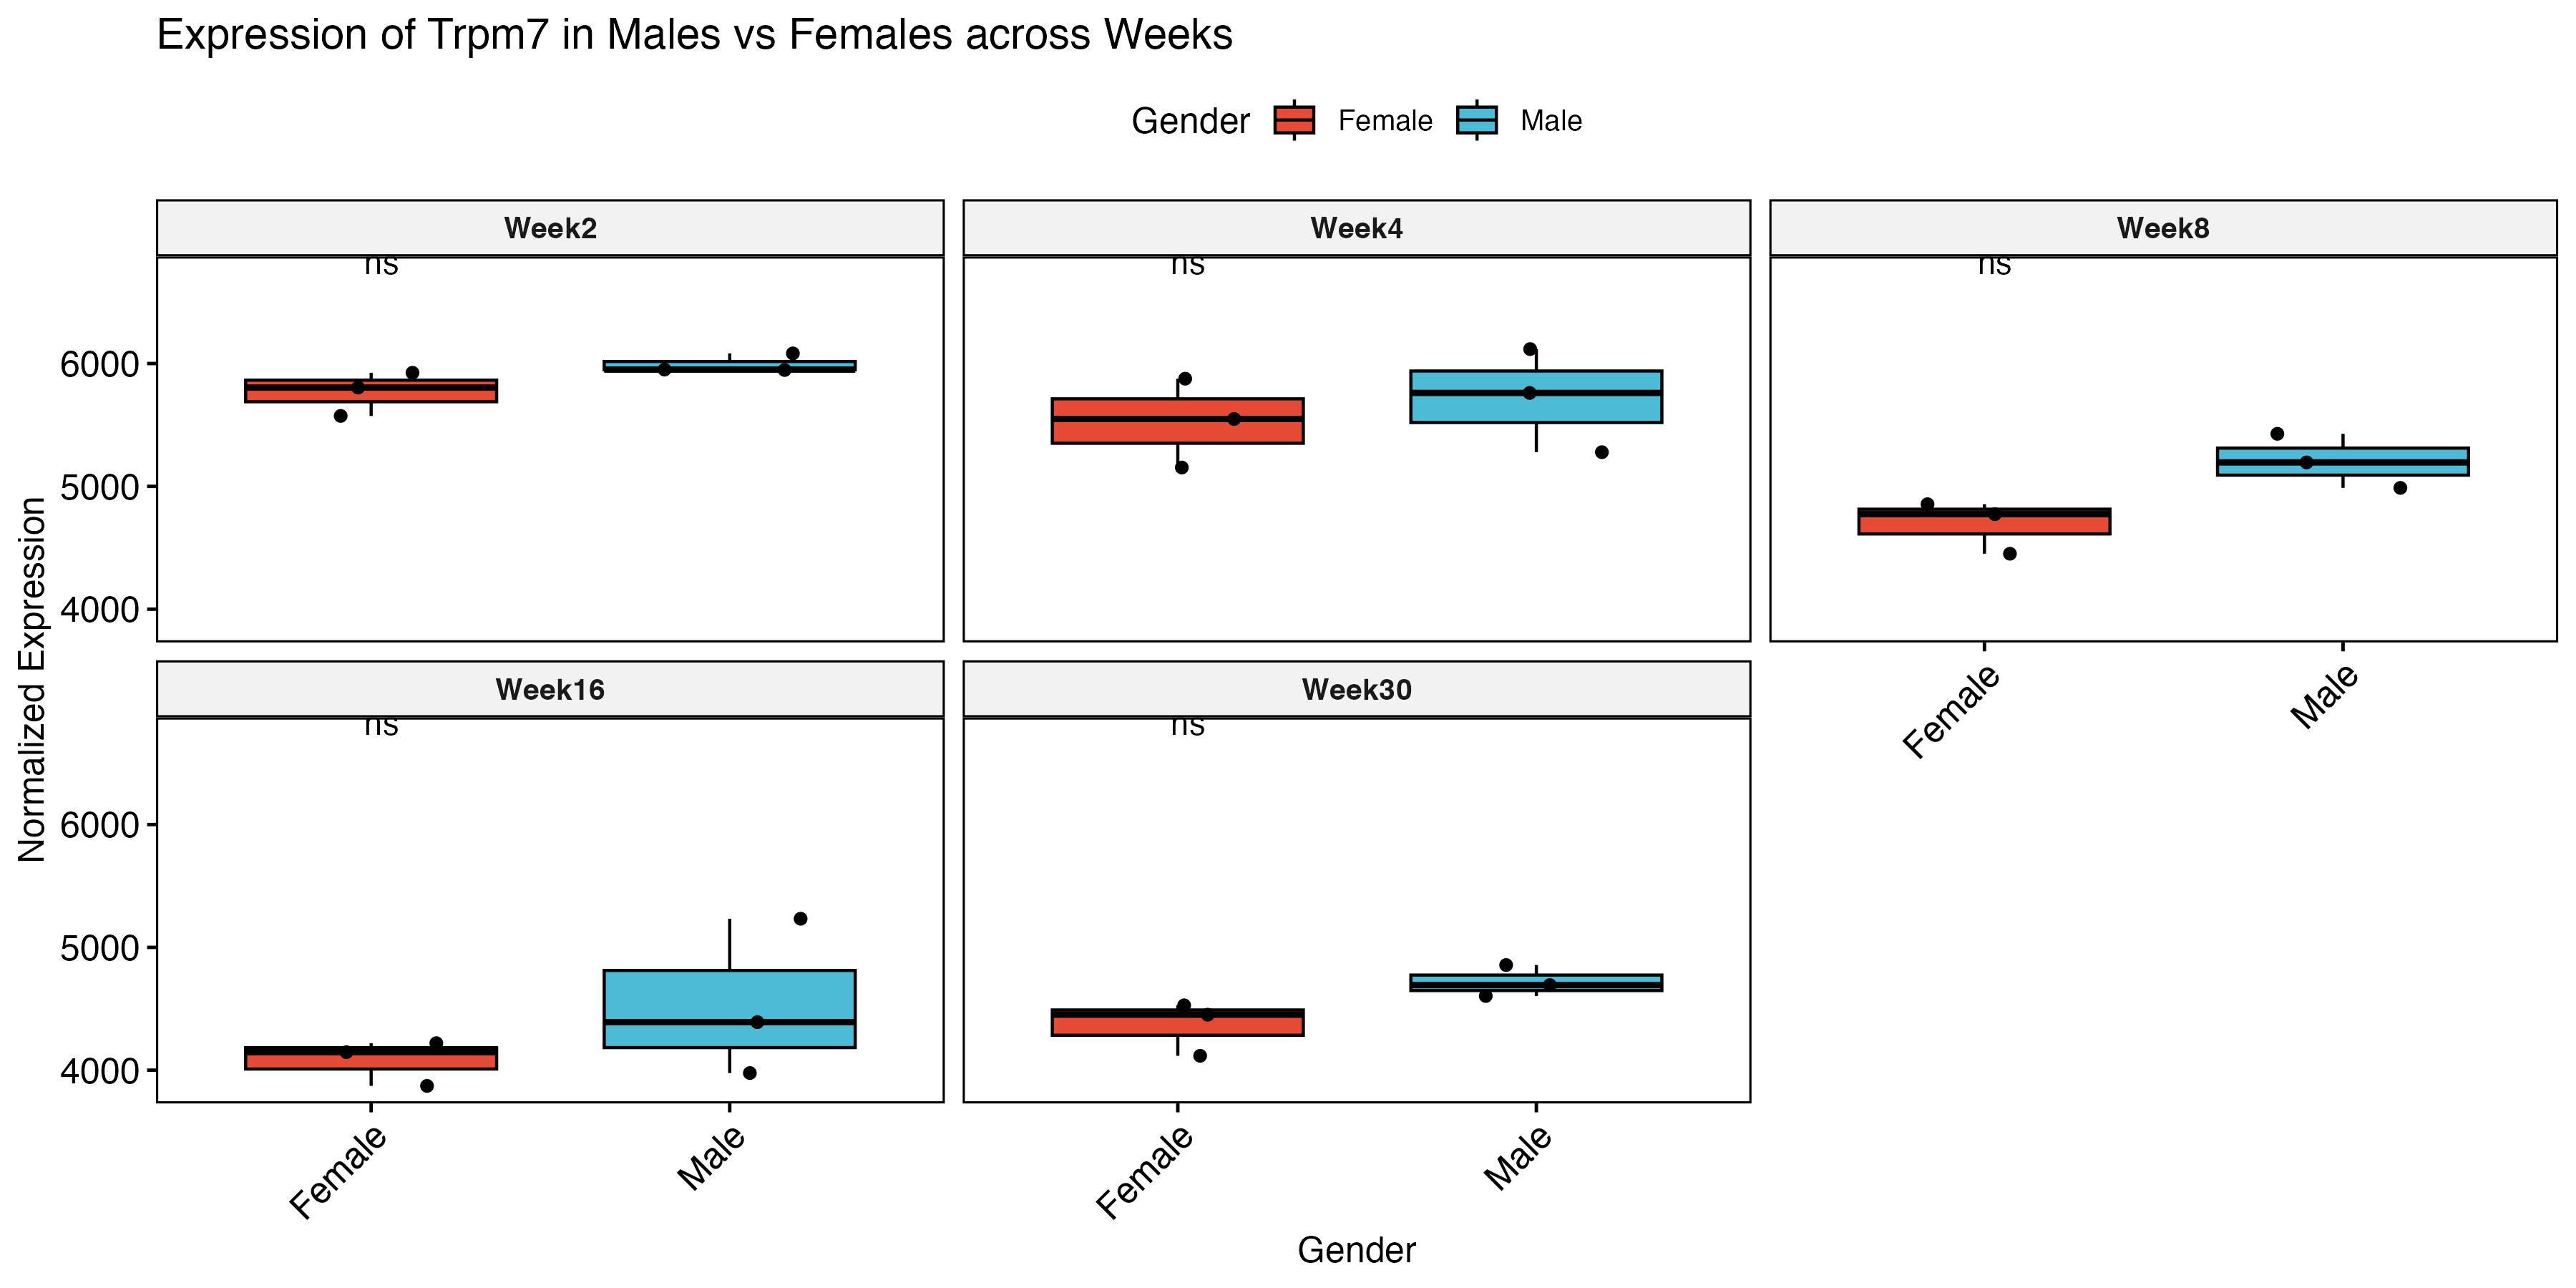 Expression of Trpm7 in Males vs Females across Weeks
Gender Female Male
Week2 Week4 Week8
ns ns ns
6000
5000
4000
Normalized Expression
Female Male
Week16 Week30
ns ns
6000
5000
4000
Female Male Female Male
Gender